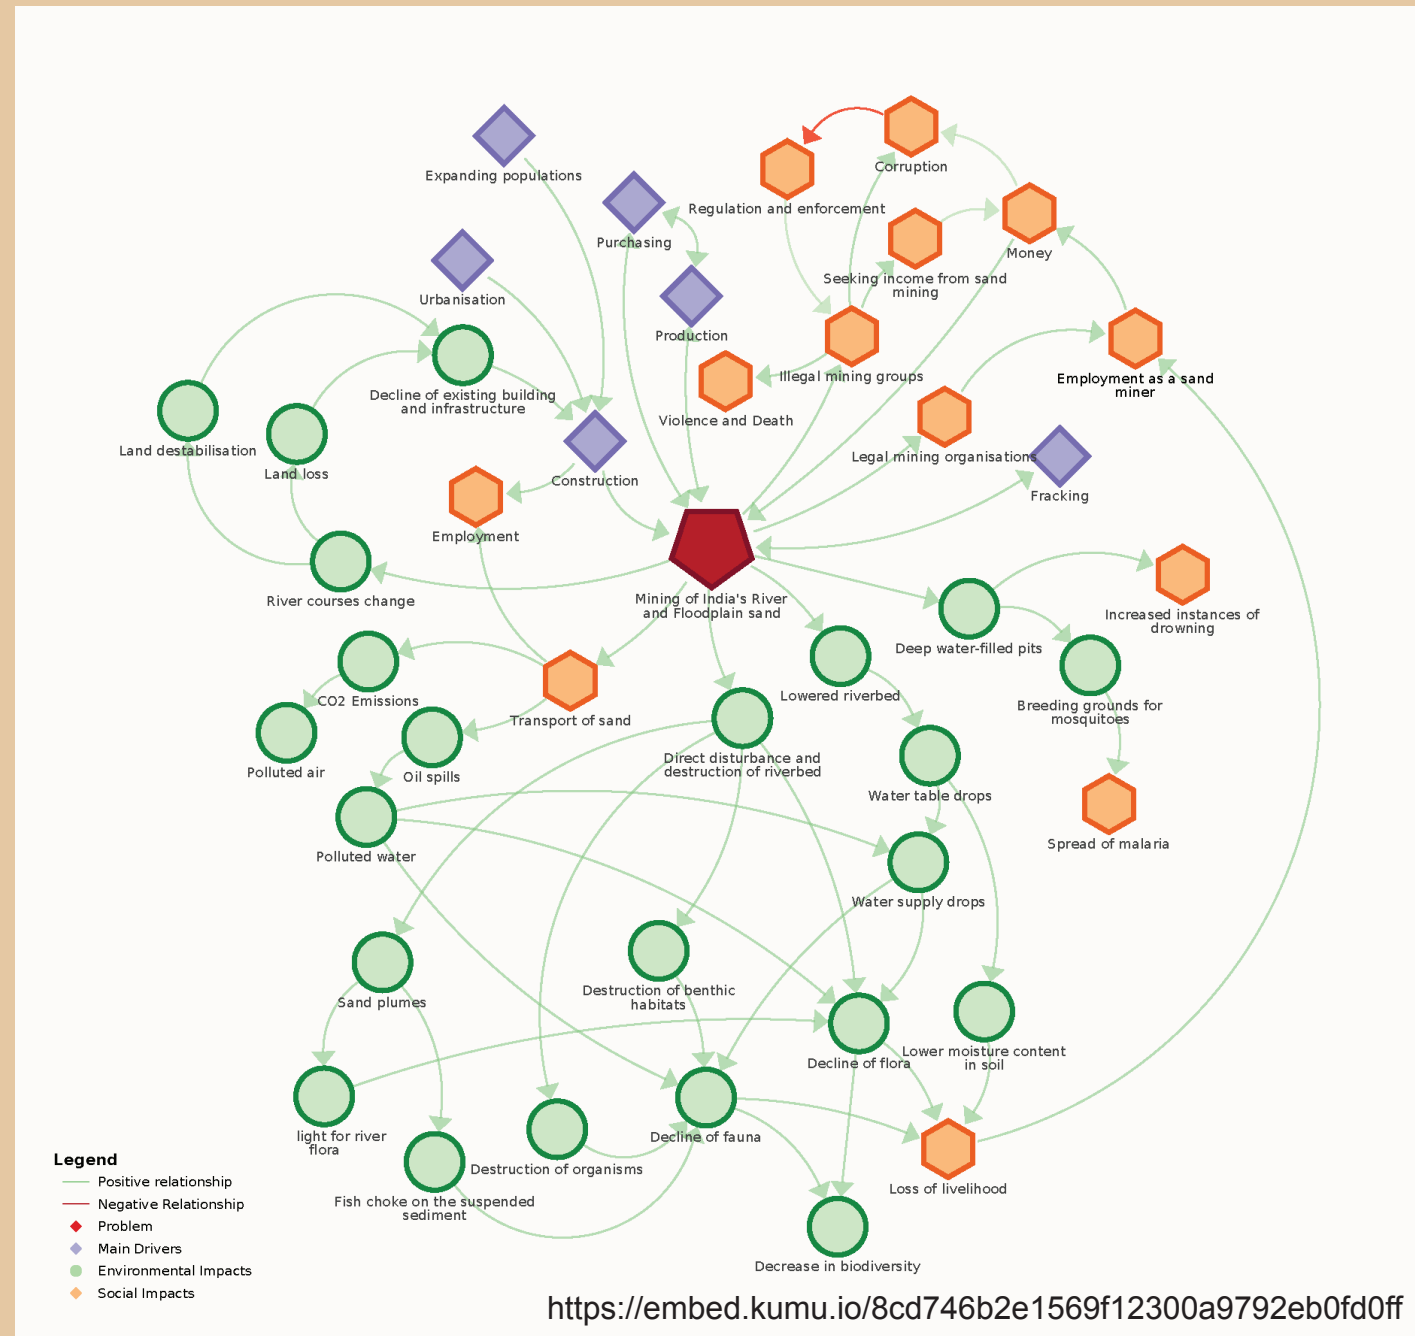 Expanding populations
Corruption
Regulation and enforcement
Purchasing
Money
Seeking income from sand
mining
Urbanisation
Production
Illegal mining groups
Employment as a sand
miner
Decline of existing building
and infrastructure
Violence and Death
Land destabilisation
Land loss
Legal mining organisations
Construction
Fracking
Employment
River courses change
Mining of India's River
and Floodplain sand
Increased instances of
drowning
Deep water-filled pits
CO2 Emissions
Lowered riverbed
Breeding grounds for
mosquitoes
Transport of sand
Polluted air
Oil spills
Direct disturbance and
destruction of riverbed
Water table drops
Polluted water
Spread of malaria
Water supply drops
Sand plumes
Destruction of benthic
habitats
Decline of flora
Lower moisture content
in soil
light for river
flora
Decline of fauna
Destruction of organisms
Fish choke on the suspended
sediment
Loss of livelihood
Decrease in biodiversity
Legend
Positive relationship
Negative Relationship
Problem
Main Drivers
Environmental Impacts
Social Impacts
https://embed.kumu.io/8cd746b2e1569f12300a9792eb0fd0ff